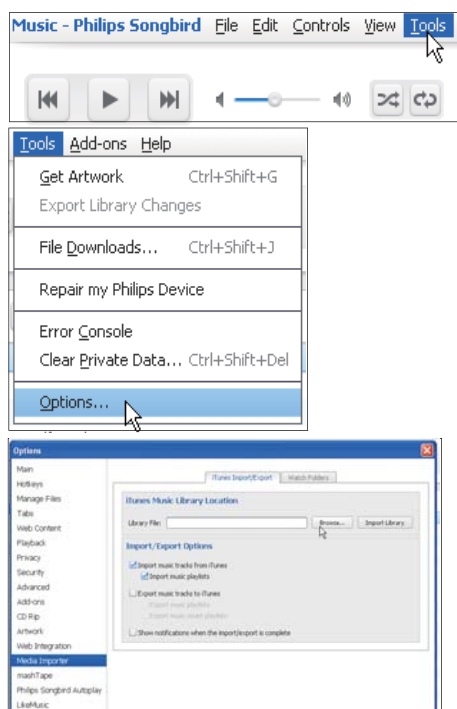 Music - Philips Songbird File Edit Controls View Tools
Tools Add-ons Help
Get Artwork Ctrl+Shift+G
Export Library Changes
File Downloads... Ctrl+Shift+J
Repair my Philips Device
Error Console
Clear Private Data... Ctrl+Shift+Del
Options...
Options
Main
Hotkeys
Manage Files
Tabs
Web Content
Playback
Privacy
Security
Advanced
Add-ons
CD Rip
Artwork
Web Integration
Media Importer
mashTape
Philips Songbird Autoplay
LikeMusic
iTunes Import/Export Watch Folders
iTunes Music Library Location
Library File: Browse... Import Library
Import/Export Options
Import music tracks from iTunes
Import music playlists
Export music tracks to iTunes
Export music playlists
Export music smart playlists
Show notifications when the import/export is complete